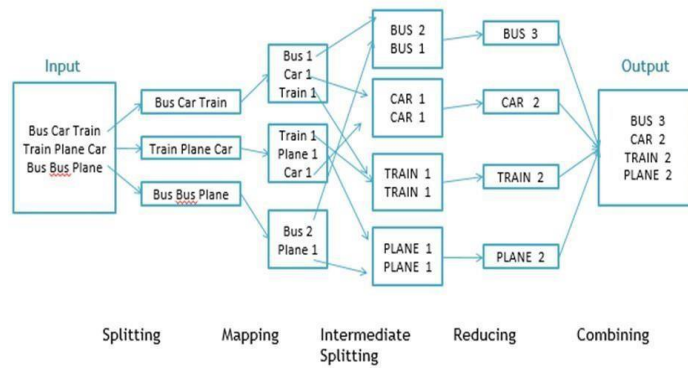 Input
Bus Car Train
Train Plane Car
Bus Bus Plane
Bus Car Train
Train Plane Car
Bus Bus Plane
Bus 1
Car 1
Train 1
Train 1
Plane 1
Car 1
Bus 2
Plane 1
BUS 2
BUS 1
CAR 1
CAR 1
TRAIN 1
TRAIN 1
PLANE 1
PLANE 1
BUS 3
CAR 2
TRAIN 2
PLANE 2
Output
BUS 3
CAR 2
TRAIN 2
PLANE 2
Splitting
Mapping
Intermediate
Splitting
Reducing
Combining